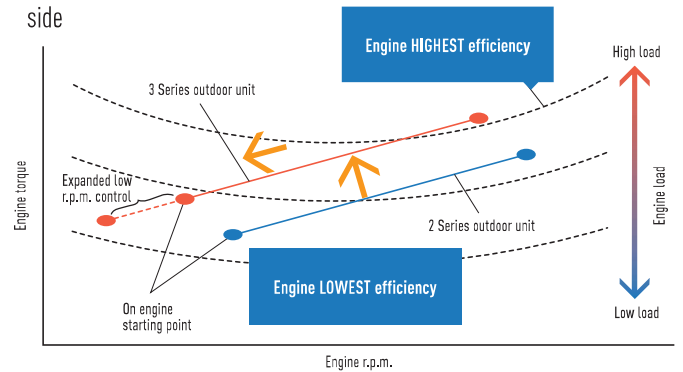 side
Engine HIGHEST efficiency
High load
3 Series outdoor unit
Expanded low
r.p.m. control
Engine torque
Engine load
2 Series outdoor unit
Engine LOWEST efficiency
On engine
starting point
Low load
Engine r.p.m.